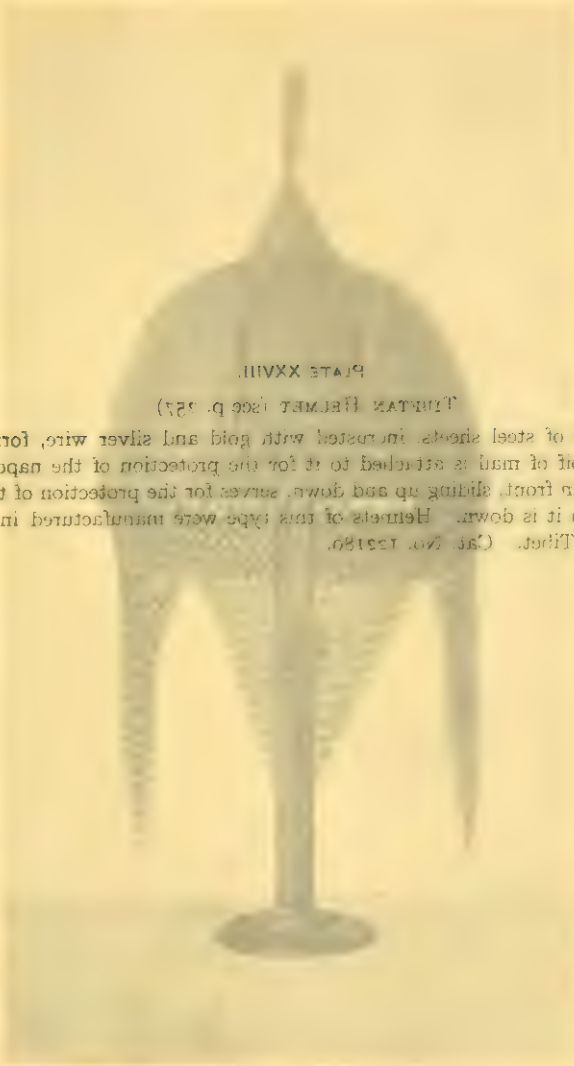 PLATE XXVIII.
TIBETAN HELMET (see p. 257)
of steel sheets, incrusted with gold and silver wire, for
of mail is attached to it for the protection of the nape
n front, sliding up and down, serves for the protection of t
it is down. Helmets of this type were manufactured in
Tibet. Cat. No. 122180.